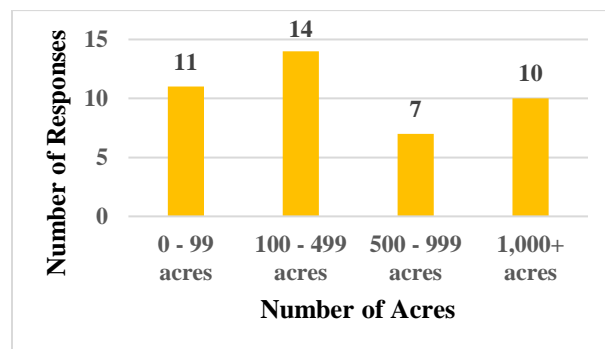 Number of Responses
15
10
5
0
11
14
7
10
0 - 99 acres
100 - 499 acres
500 - 999 acres
1,000+ acres
Number of Acres